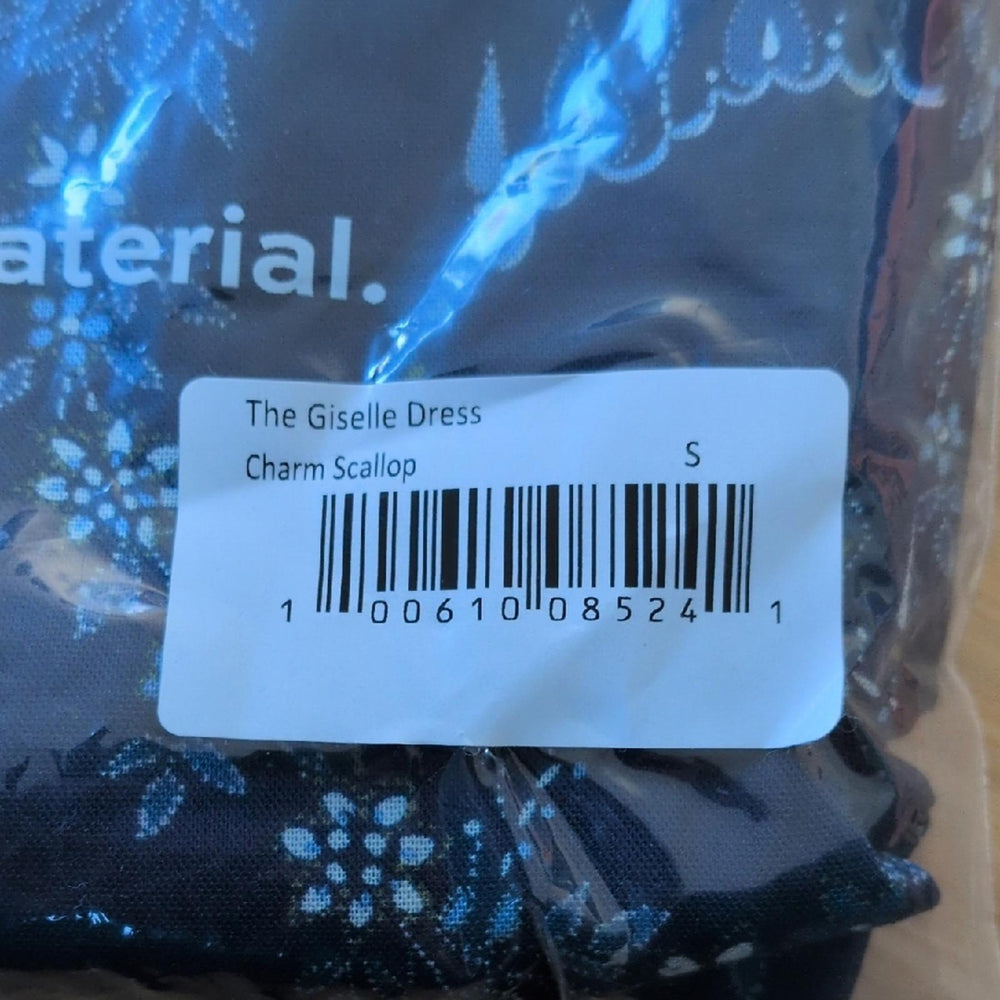 aterial.
The Giselle Dress
Charm Scallop S
1 00610 08524 1